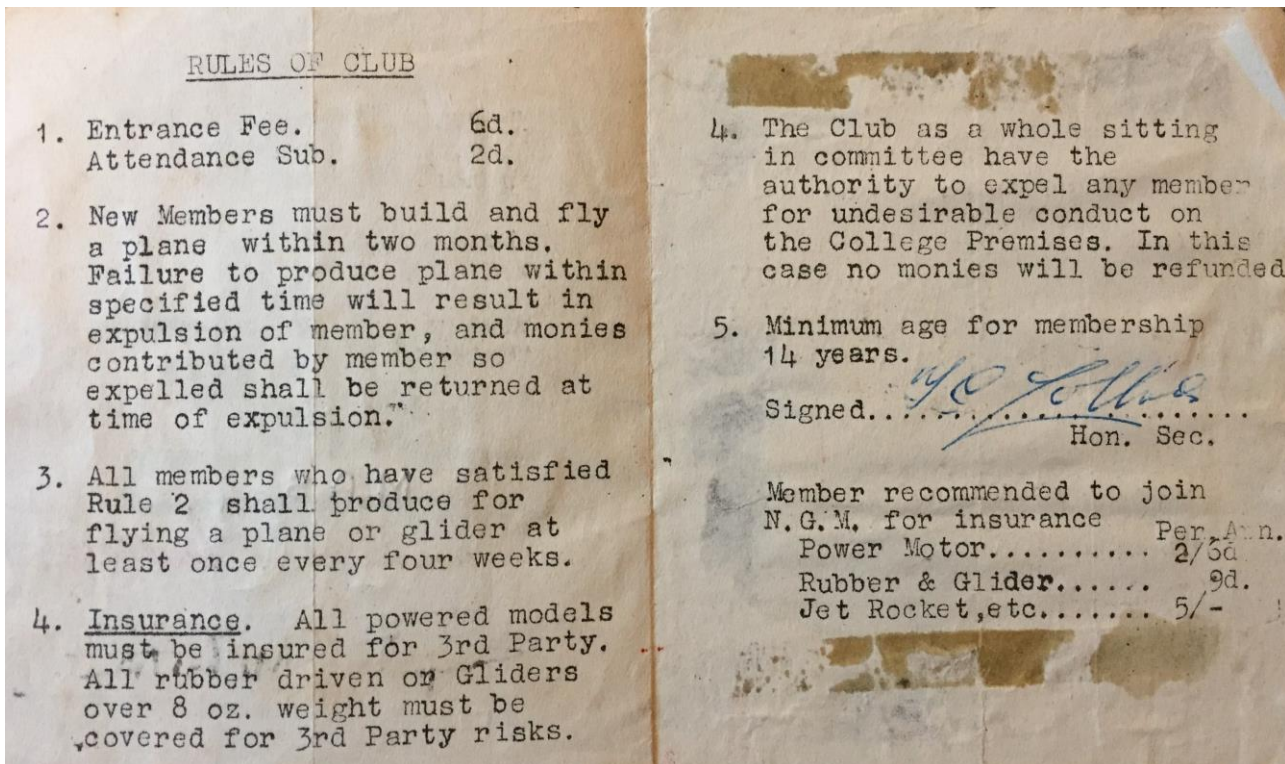 RULES OF CLUB
1. Entrance Fee. 6d.
Attendance Sub. 2d.
2. New Members must build and fly
a plane within two months.
Failure to produce plane within
specified time will result in
expulsion of member, and monies
contributed by member so
expelled shall be returned at
time of expulsion.
3. All members who have satisfied
Rule 2 shall produce for
flying a plane or glider at
least once every four weeks.
4. Insurance. All powered models
must be insured for 3rd Party.
All rubber driven or Gliders
over 8 oz. weight must be
covered for 3rd Party risks.
4. The Club as a whole sitting
in committee have the
authority to expel any member
for undesirable conduct on
the College Premises. In this
case no monies will be refunded
5. Minimum age for membership
14 years.
Signed......................
Hon. Sec.
Member recommended to join
N.G.M. for insurance
Per.Ann.
Power Motor.......... 2/6d
Rubber & Glider...... 9d.
Jet Rocket,etc........ 5/-